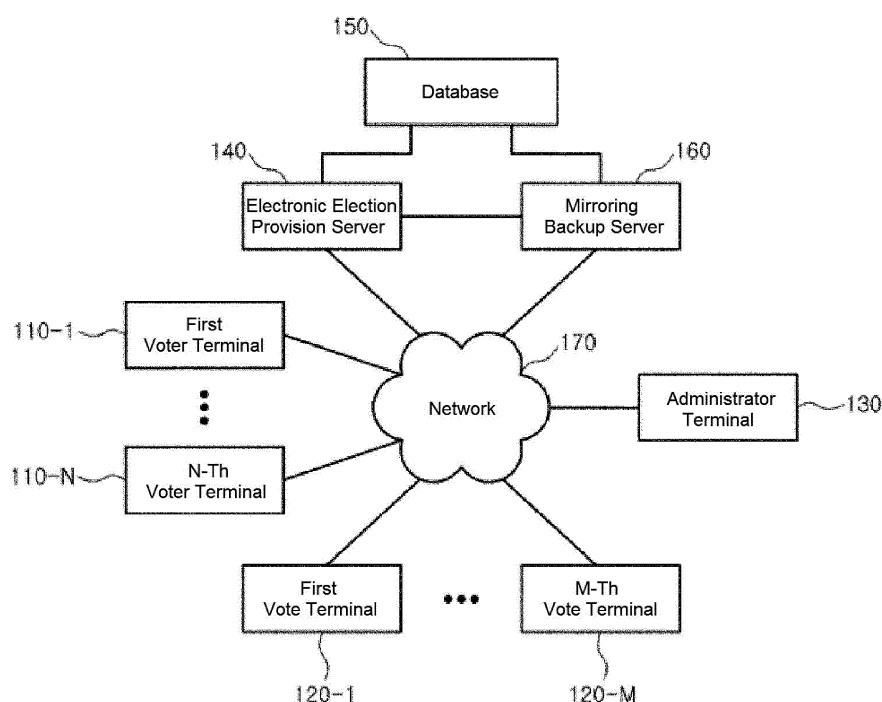 150
Database
140
160
Electronic Election
Provision Server
Mirroring
Backup Server
110-1
First
Voter Terminal
170
Network
Administrator
Terminal
130
110-N
N-Th
Voter Terminal
First
Vote Terminal
M-Th
Vote Terminal
120-1
120-M